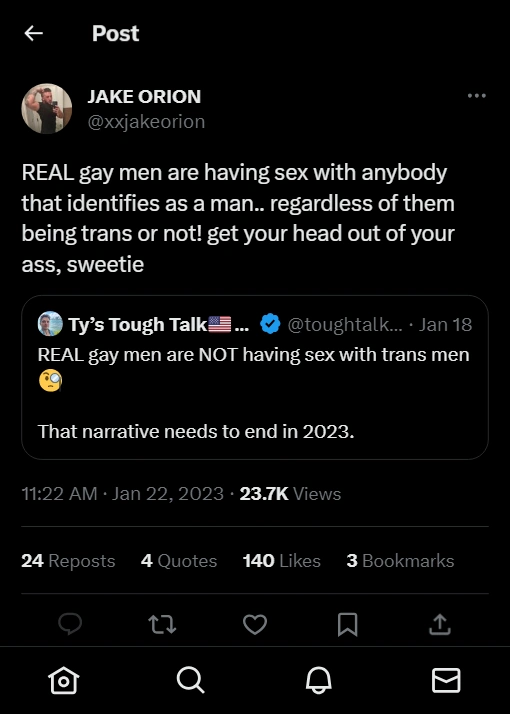 Post
JAKE ORION
@xxjakeorion
REAL gay men are having sex with anybody
that identifies as a man.. regardless of them
being trans or not! get your head out of your
ass, sweetie
Ty's Tough Talk🇺🇸... @toughtalk... · Jan 18
REAL gay men are NOT having sex with trans men
🧐
That narrative needs to end in 2023.
11:22 AM · Jan 22, 2023 · 23.7K Views
24 Reposts 4 Quotes 140 Likes 3 Bookmarks